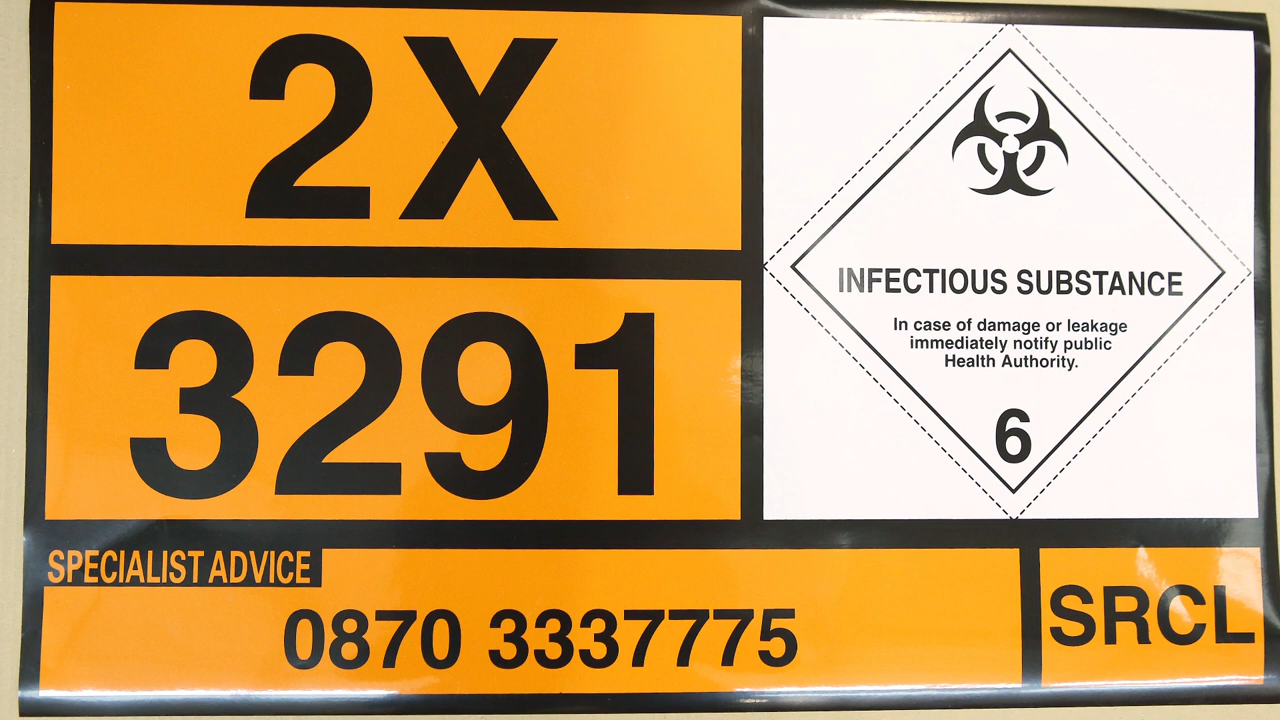 2X
3291
INFECTIOUS SUBSTANCE
In case of damage or leakage
immediately notify public
Health Authority.
6
SPECIALIST ADVICE
0870 3337775
SRCL